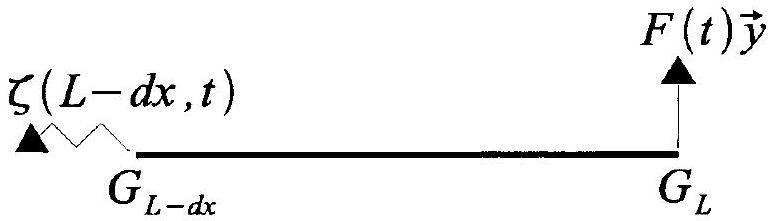 F(t)y⃗
ζ(L−dx,t)
G_{L−dx}
G_L